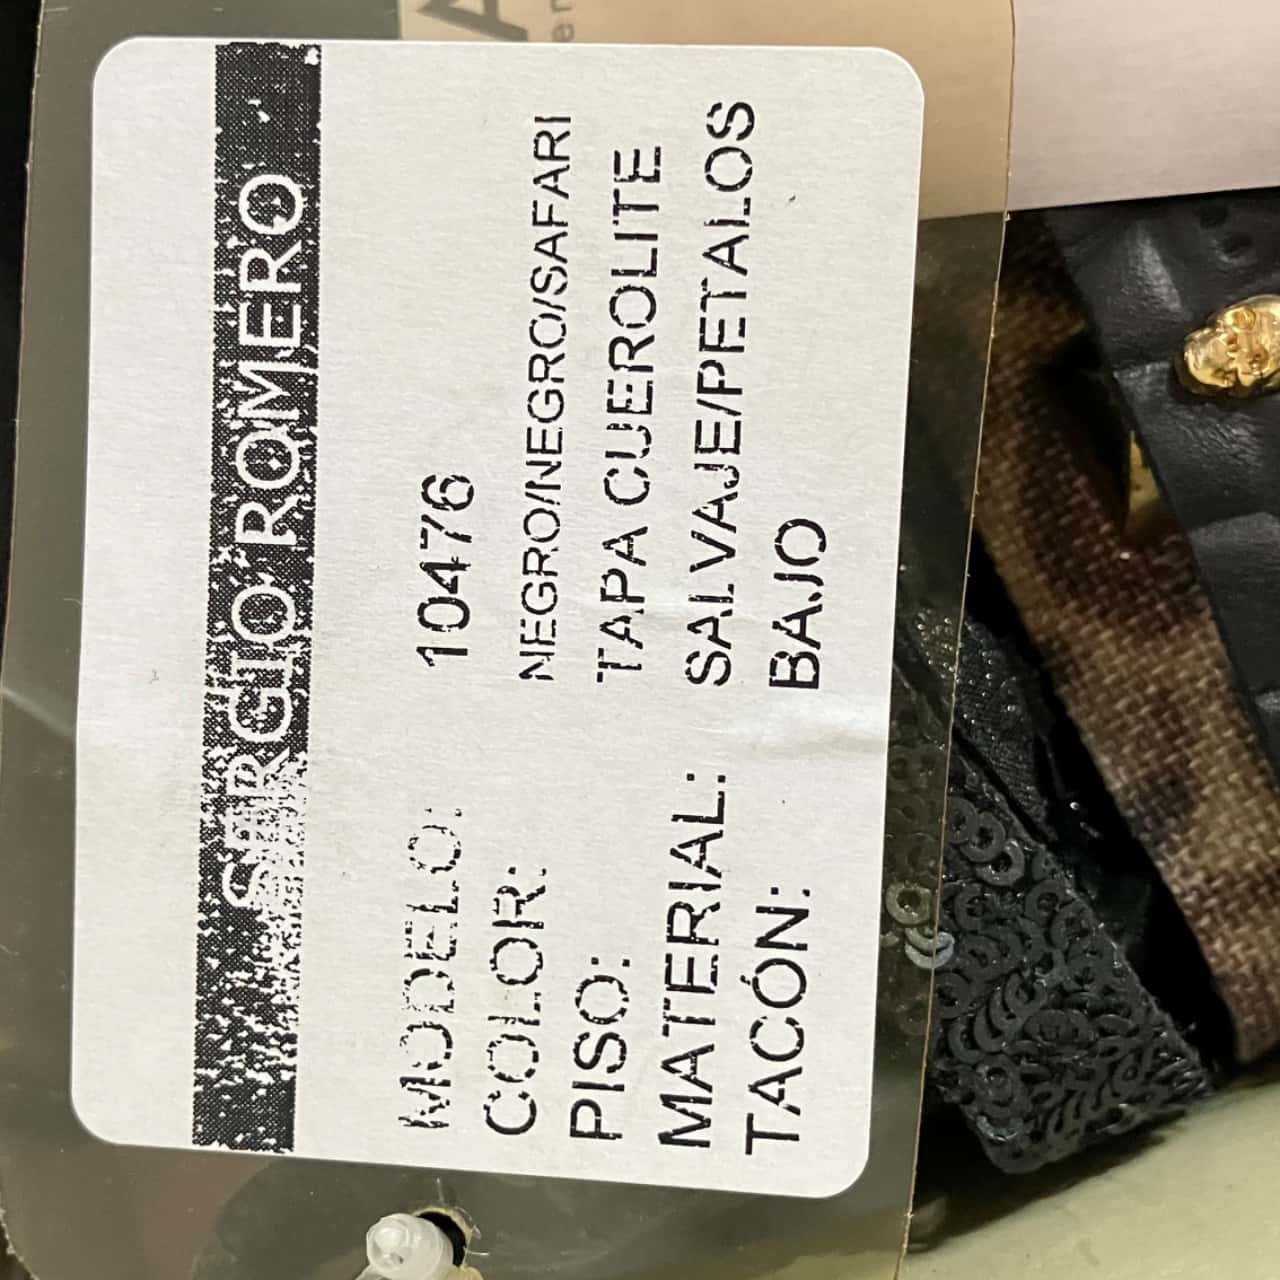 SERGIO ROMERO
MODELO: 10476
COLOR: NEGRO/NEGRO/SAFARI
PISO: TAPA CUEROLITE
MATERIAL: SALVAJE/PETALOS
TACÓN: BAJO